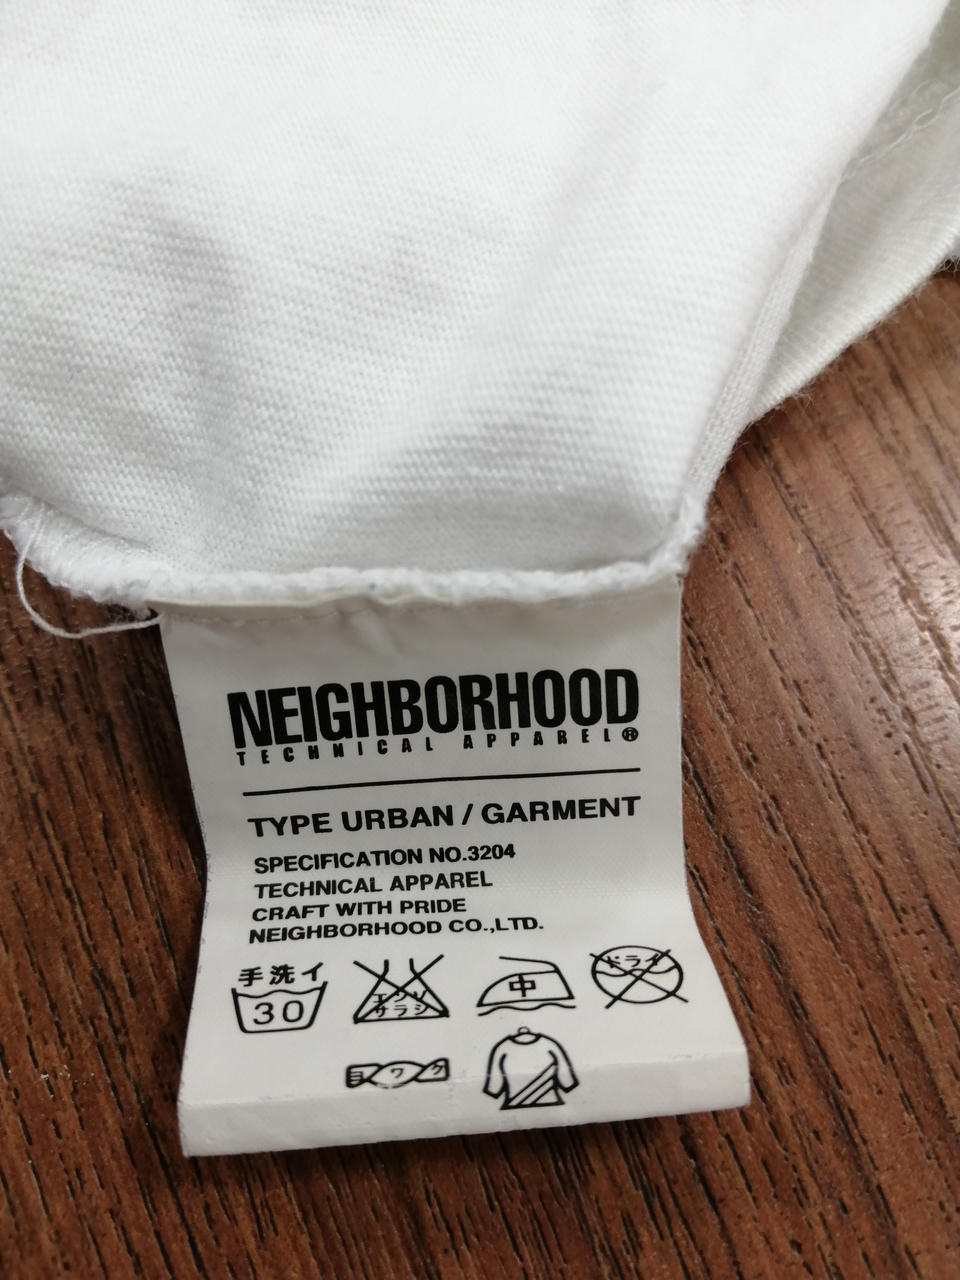 NEIGHBORHOOD
TECHNICAL APPAREL®
TYPE URBAN / GARMENT
SPECIFICATION NO.3204
TECHNICAL APPAREL
CRAFT WITH PRIDE
NEIGHBORHOOD CO.,LTD.
手洗イ
30
エンソ
サラシ
中
ドライ
ヨワク